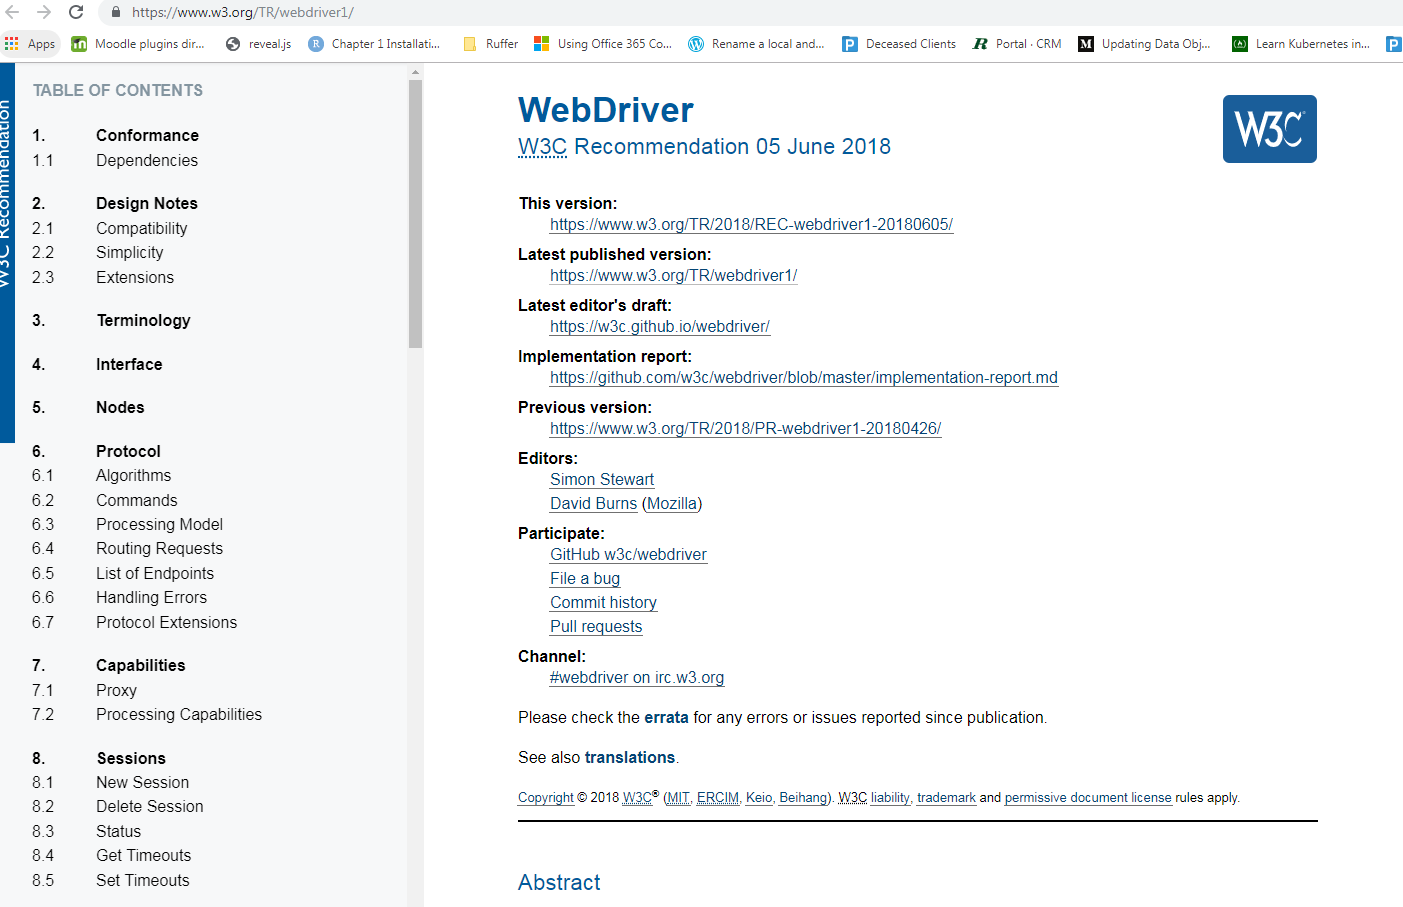 https://www.w3.org/TR/webdriver1/
Apps Moodle plugins dir... reveal.js Chapter 1 Installati... Ruffer Using Office 365 Co... Rename a local and... Deceased Clients Portal · CRM Updating Data Obj... Learn Kubernetes in...
W3C Recommendation
TABLE OF CONTENTS
1. Conformance
1.1 Dependencies
2. Design Notes
2.1 Compatibility
2.2 Simplicity
2.3 Extensions
3. Terminology
4. Interface
5. Nodes
6. Protocol
6.1 Algorithms
6.2 Commands
6.3 Processing Model
6.4 Routing Requests
6.5 List of Endpoints
6.6 Handling Errors
6.7 Protocol Extensions
7. Capabilities
7.1 Proxy
7.2 Processing Capabilities
8. Sessions
8.1 New Session
8.2 Delete Session
8.3 Status
8.4 Get Timeouts
8.5 Set Timeouts
WebDriver
W3C Recommendation 05 June 2018
W3C
This version:
https://www.w3.org/TR/2018/REC-webdriver1-20180605/
Latest published version:
https://www.w3.org/TR/webdriver1/
Latest editor's draft:
https://w3c.github.io/webdriver/
Implementation report:
https://github.com/w3c/webdriver/blob/master/implementation-report.md
Previous version:
https://www.w3.org/TR/2018/PR-webdriver1-20180426/
Editors:
Simon Stewart
David Burns (Mozilla)
Participate:
GitHub w3c/webdriver
File a bug
Commit history
Pull requests
Channel:
#webdriver on irc.w3.org
Please check the errata for any errors or issues reported since publication.
See also translations.
Copyright © 2018 W3C® (MIT, ERCIM, Keio, Beihang). W3C liability, trademark and permissive document license rules apply.
Abstract